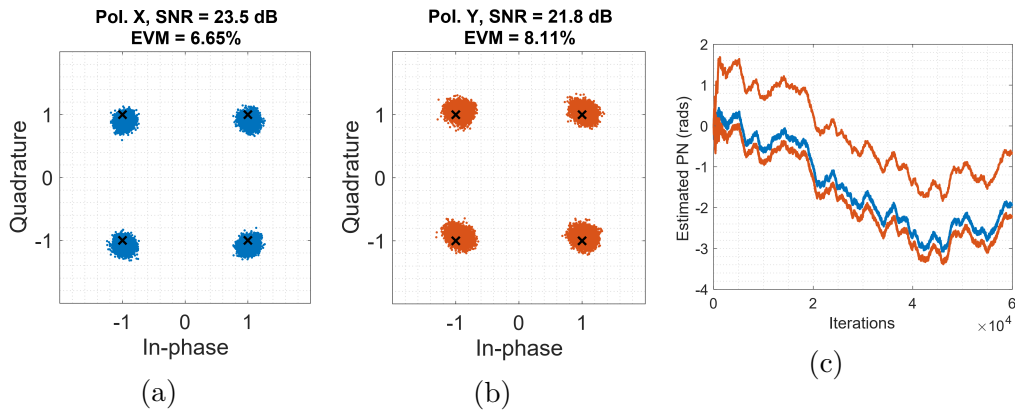 Pol. X, SNR = 23.5 dB
EVM = 6.65%
Quadrature
1
0
-1
-1 0 1
In-phase
(a)
Pol. Y, SNR = 21.8 dB
EVM = 8.11%
Quadrature
1
0
-1
-1 0 1
In-phase
(b)
Estimated PN (rads)
2
1
0
-1
-2
-3
-4
0 2 4 6
Iterations ×10⁴
(c)